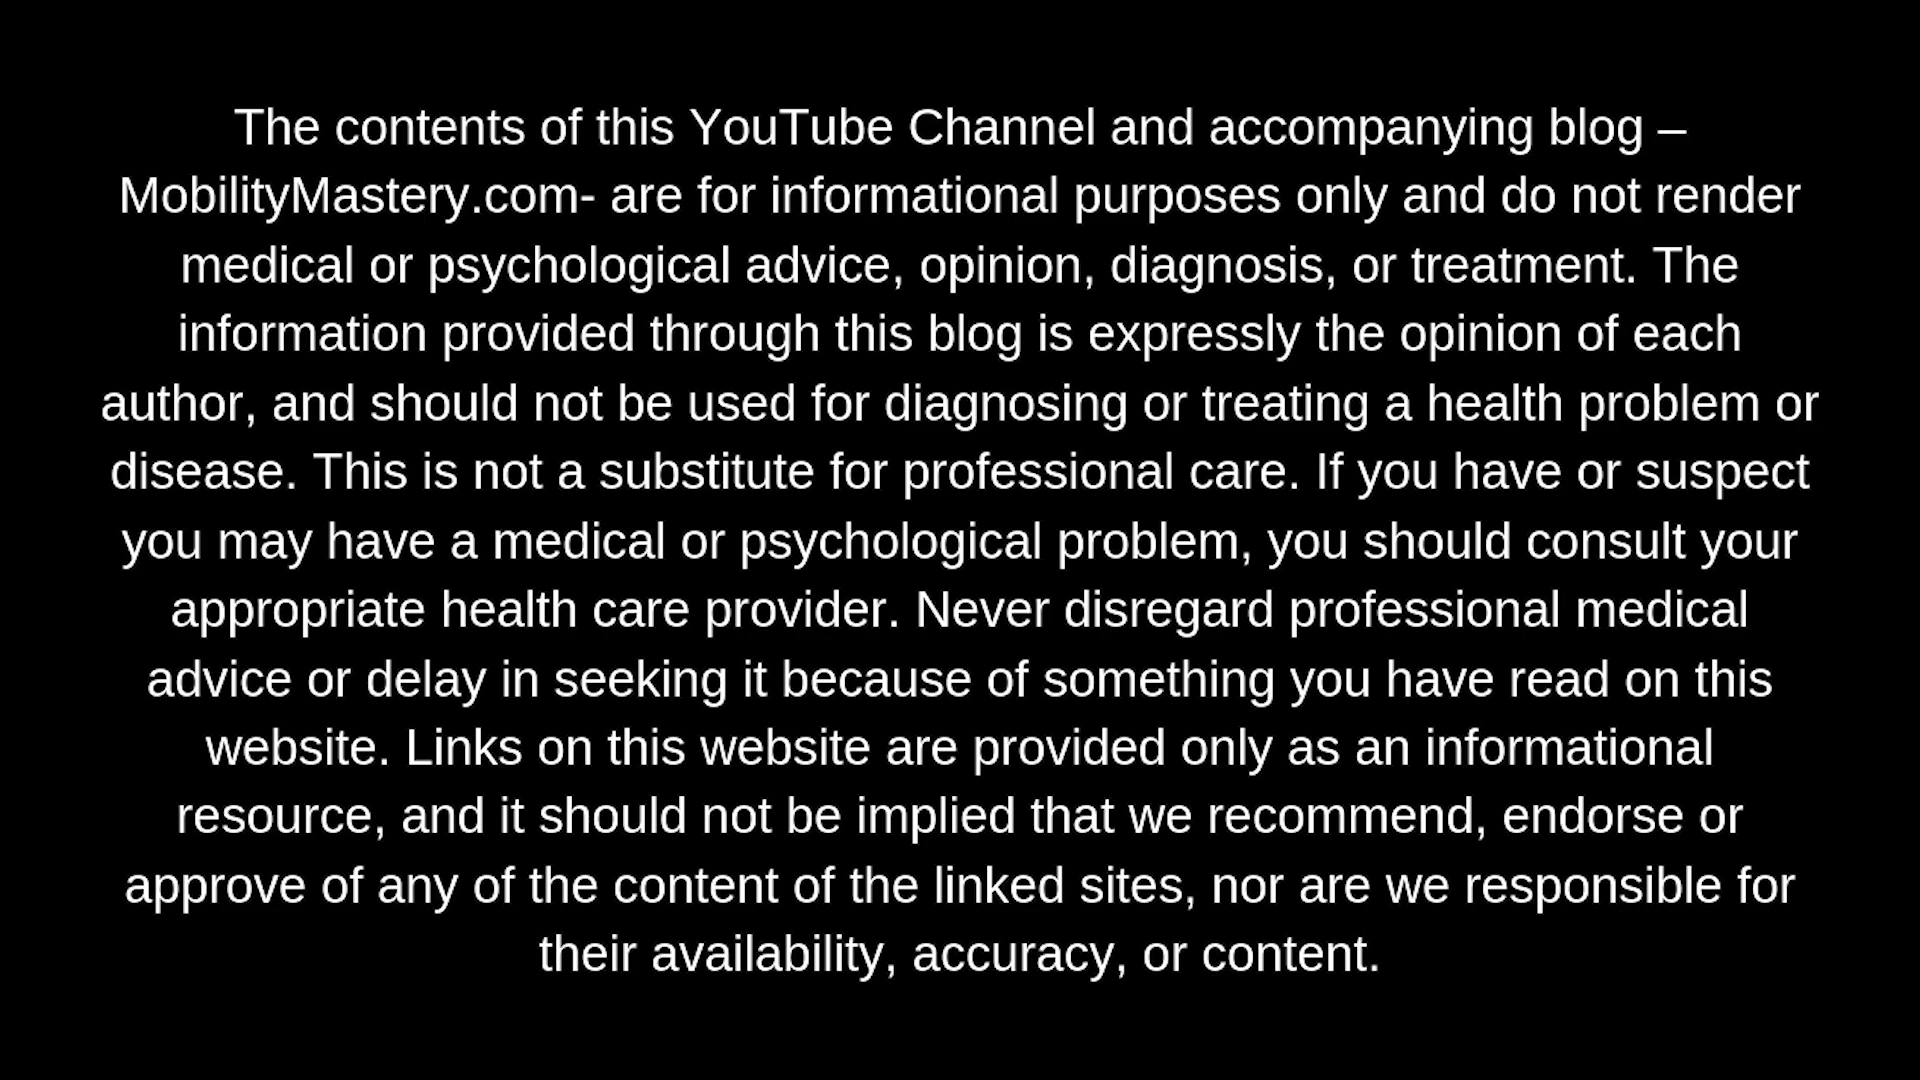 The contents of this YouTube Channel and accompanying blog –
MobilityMastery.com- are for informational purposes only and do not render
medical or psychological advice, opinion, diagnosis, or treatment. The
information provided through this blog is expressly the opinion of each
author, and should not be used for diagnosing or treating a health problem or
disease. This is not a substitute for professional care. If you have or suspect
you may have a medical or psychological problem, you should consult your
appropriate health care provider. Never disregard professional medical
advice or delay in seeking it because of something you have read on this
website. Links on this website are provided only as an informational
resource, and it should not be implied that we recommend, endorse or
approve of any of the content of the linked sites, nor are we responsible for
their availability, accuracy, or content.